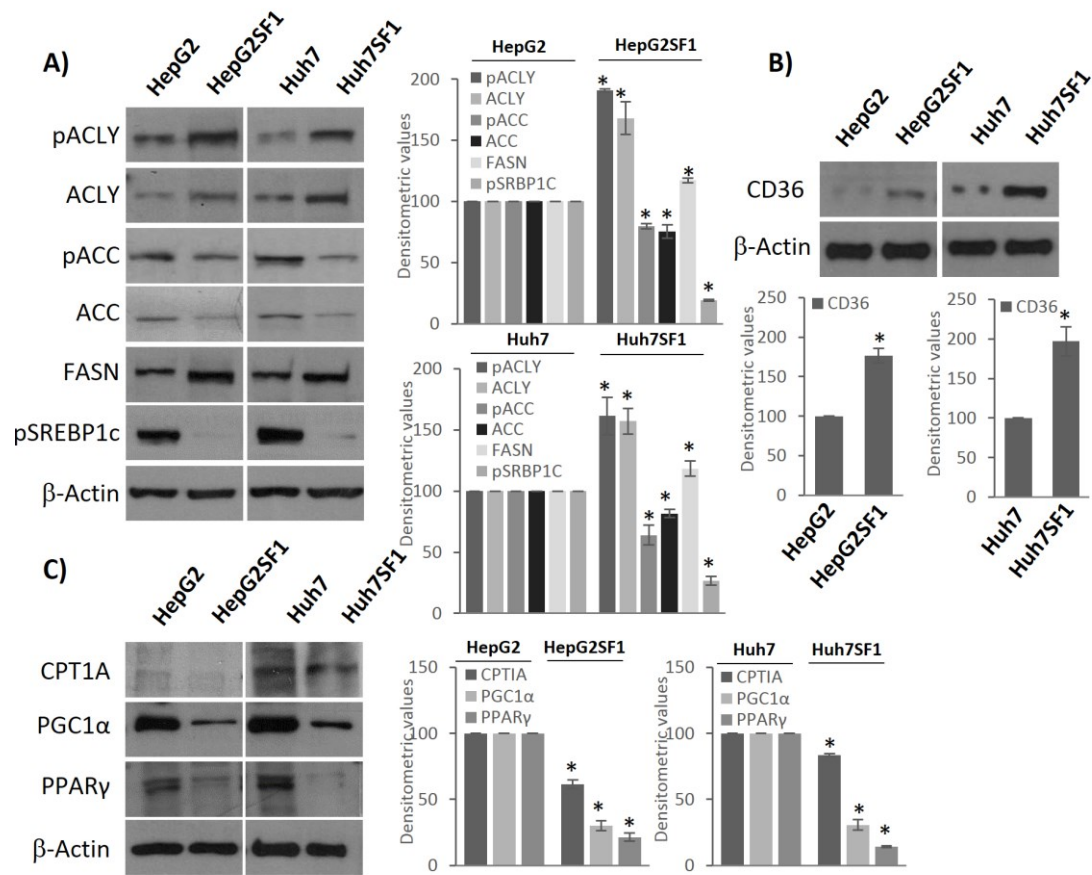 A)
HepG2
HepG2SF1
Huh7
Huh7SF1
pACLY
ACLY
pACC
ACC
FASN
pSREBP1c
β-Actin
HepG2
HepG2SF1
Densitometric values
200
150
100
50
0
pACLY
ACLY
pACC
ACC
FASN
pSRBP1C
*
*
*
*
*
*
Huh7
Huh7SF1
Densitometric values
200
150
100
50
0
pACLY
ACLY
pACC
ACC
FASN
pSRBP1C
*
*
*
*
*
*
B)
HepG2
HepG2SF1
Huh7
Huh7SF1
CD36
β-Actin
Densitometric values
250
200
150
100
50
0
CD36
*
HepG2
HepG2SF1
Densitometric values
250
200
150
100
50
0
CD36
*
Huh7
Huh7SF1
C)
HepG2
HepG2SF1
Huh7
Huh7SF1
CPT1A
PGC1α
PPARγ
β-Actin
HepG2
HepG2SF1
Densitometric values
150
100
50
0
CPTIA
PGC1α
PPARγ
*
*
*
Huh7
Huh7SF1
Densitometric values
150
100
50
0
CPTIA
PGC1α
PPARγ
*
*
*